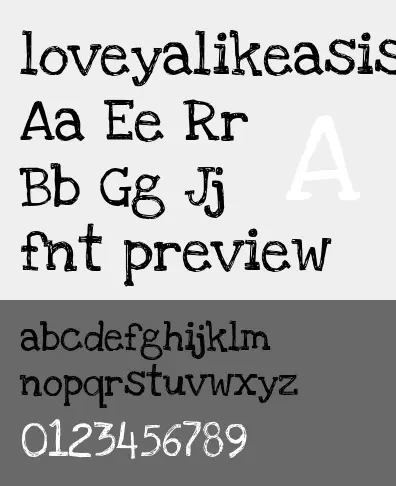 loveyalikeasis
Aa Ee Rr
A
Bb Gg Jj
fnt preview
abcdefghijklm
nopqrstuvwxyz
0123456789